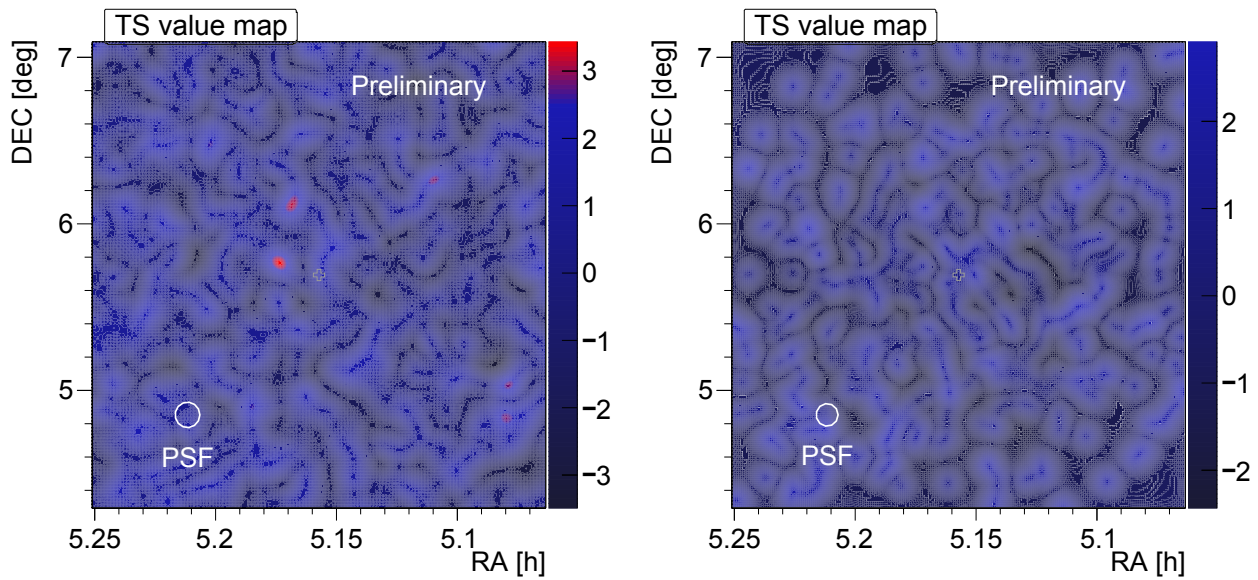 TS value map
Preliminary
DEC [deg]
7
6
5
PSF
5.25
5.2
5.15
5.1
RA [h]
3
2
1
0
−1
−2
−3
TS value map
Preliminary
DEC [deg]
7
6
5
PSF
5.25
5.2
5.15
5.1
RA [h]
2
1
0
−1
−2